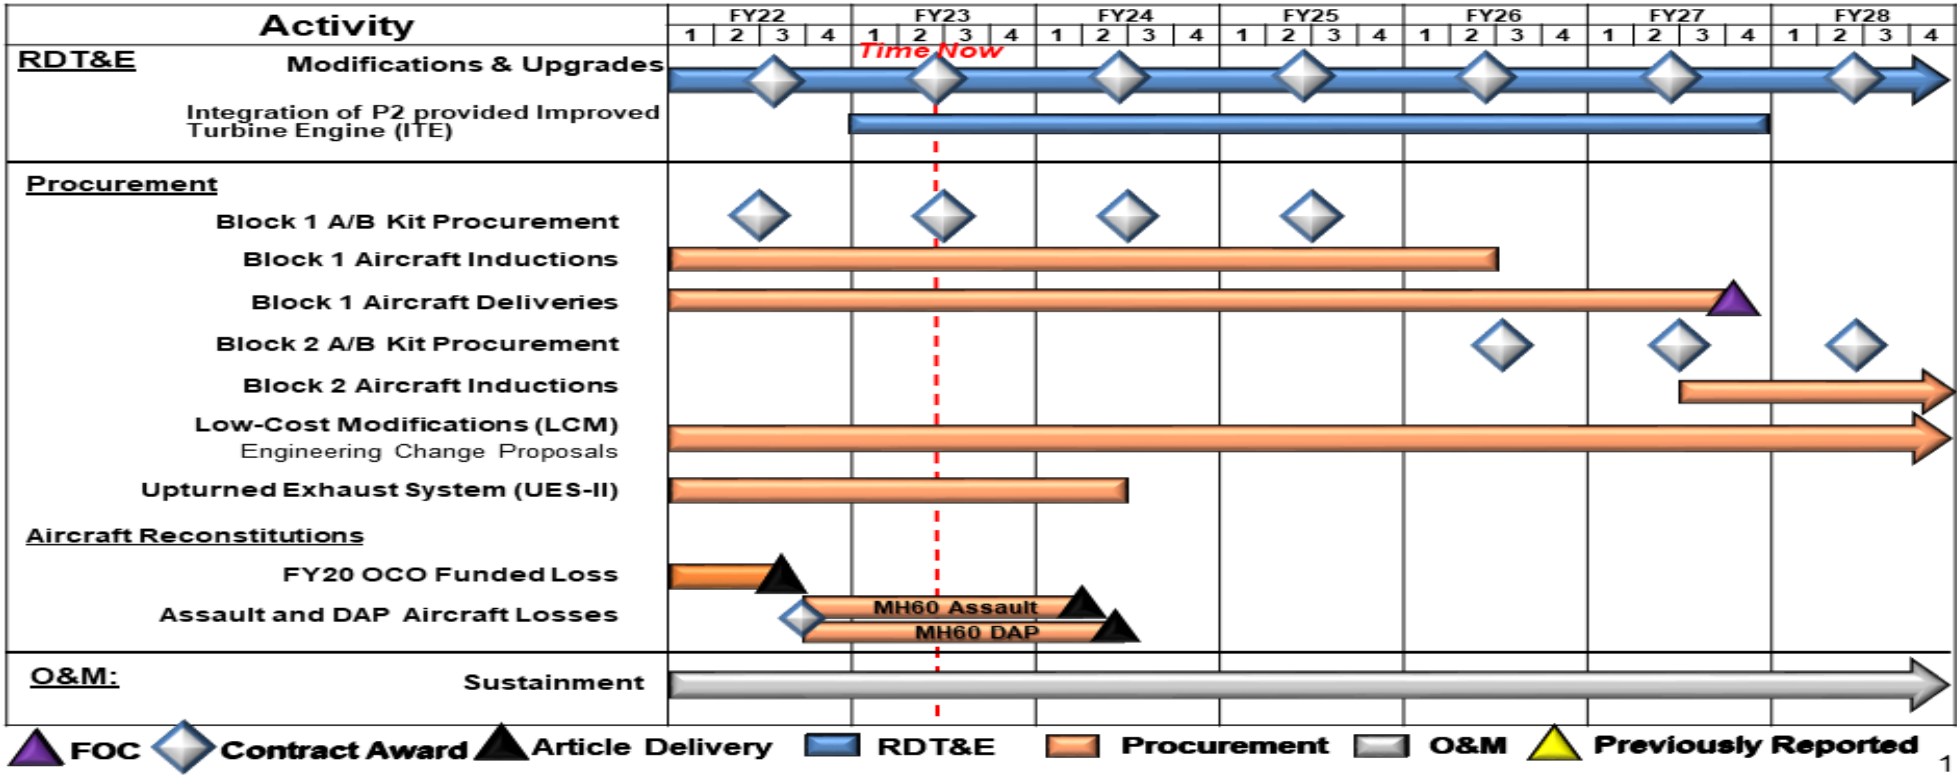 Activity
FY22 FY23 FY24 FY25 FY26 FY27 FY28
1 2 3 4 1 2 3 4 1 2 3 4 1 2 3 4 1 2 3 4 1 2 3 4 1 2 3 4
Time Now
RDT&E Modifications & Upgrades
Integration of P2 provided Improved
Turbine Engine (ITE)
Procurement
Block 1 A/B Kit Procurement
Block 1 Aircraft Inductions
Block 1 Aircraft Deliveries
Block 2 A/B Kit Procurement
Block 2 Aircraft Inductions
Low-Cost Modifications (LCM)
Engineering Change Proposals
Upturned Exhaust System (UES-II)
Aircraft Reconstitutions
FY20 OCO Funded Loss
Assault and DAP Aircraft Losses
MH60 Assault
MH60 DAP
O&M: Sustainment
FOC Contract Award Article Delivery RDT&E Procurement O&M Previously Reported
1